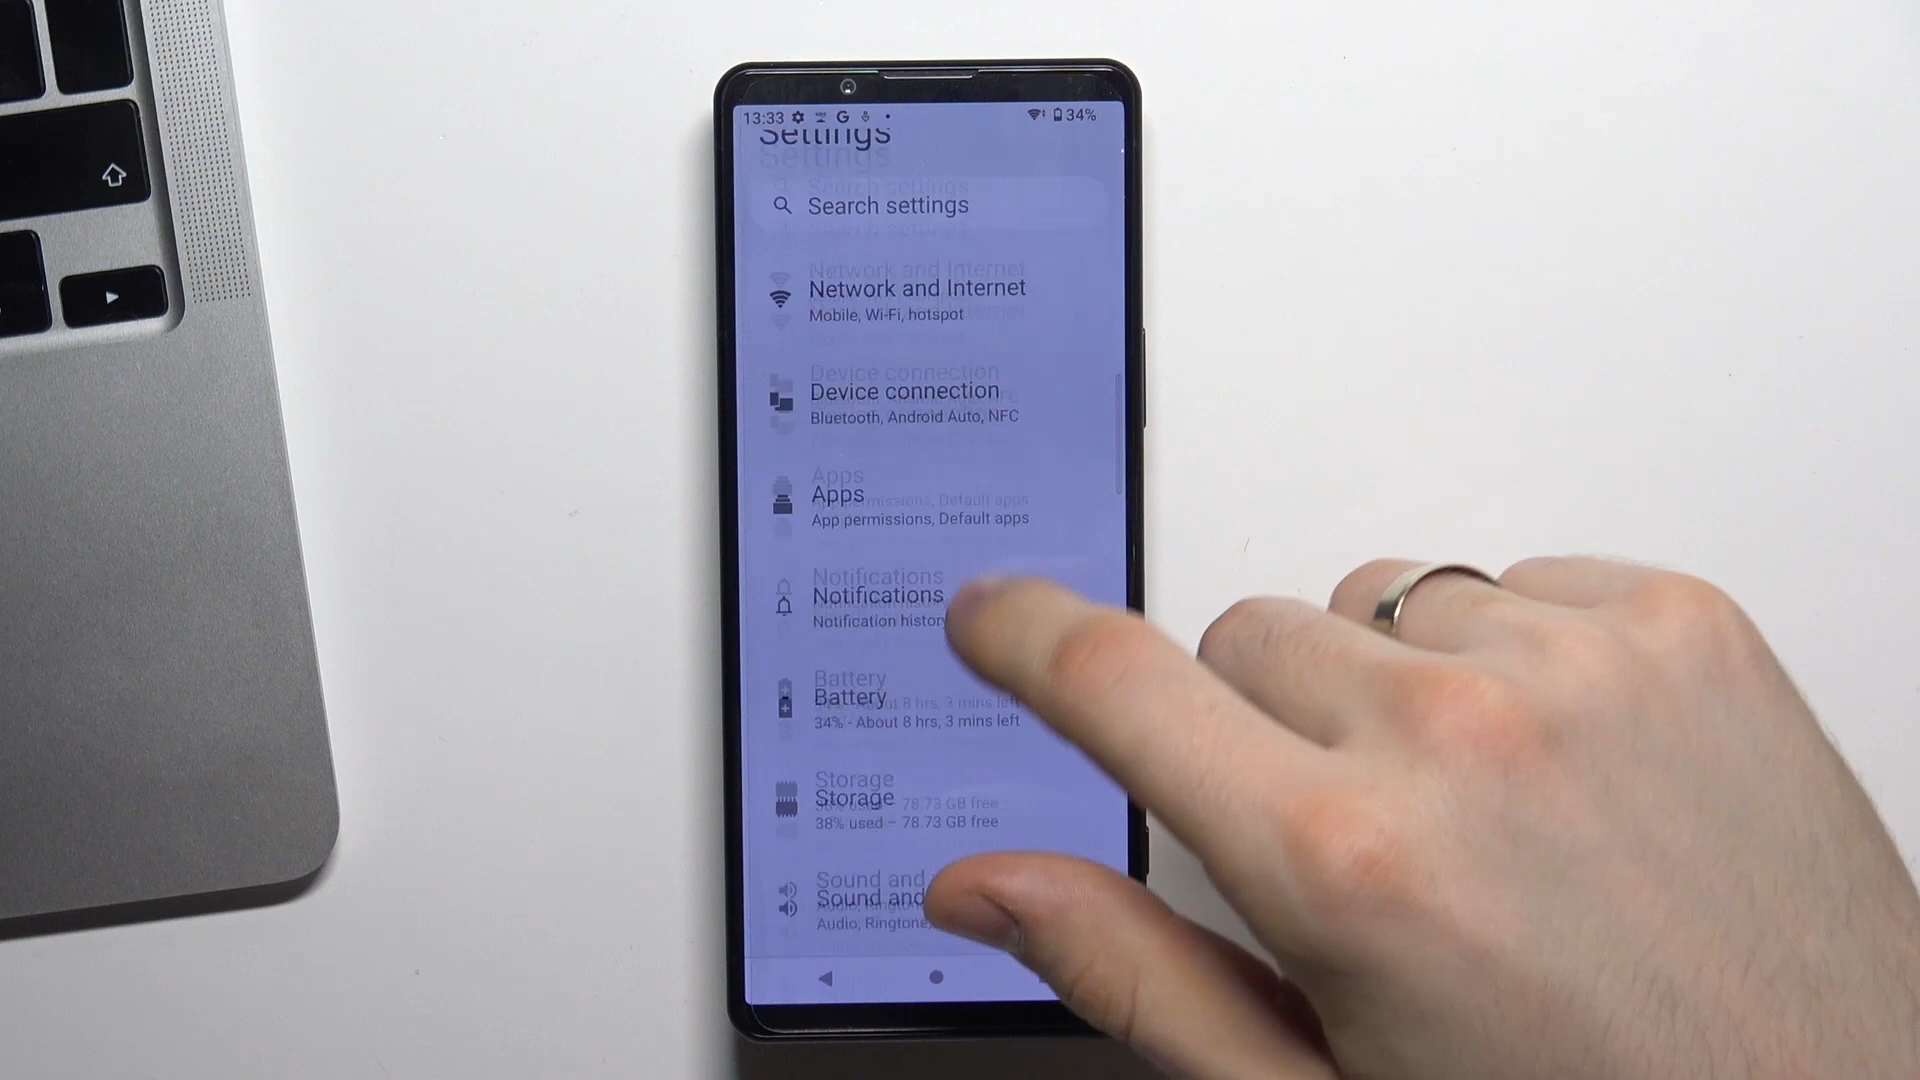 13:33 G 34%
Settings
Search settings
Network and Internet
Mobile, Wi-Fi, hotspot
Device connection
Bluetooth, Android Auto, NFC
Apps
App permissions, Default apps
Notifications
Notification history
Battery
34% - About 8 hrs, 3 mins left
Storage
38% used – 78.73 GB free
Sound and
Audio, Ringtone,